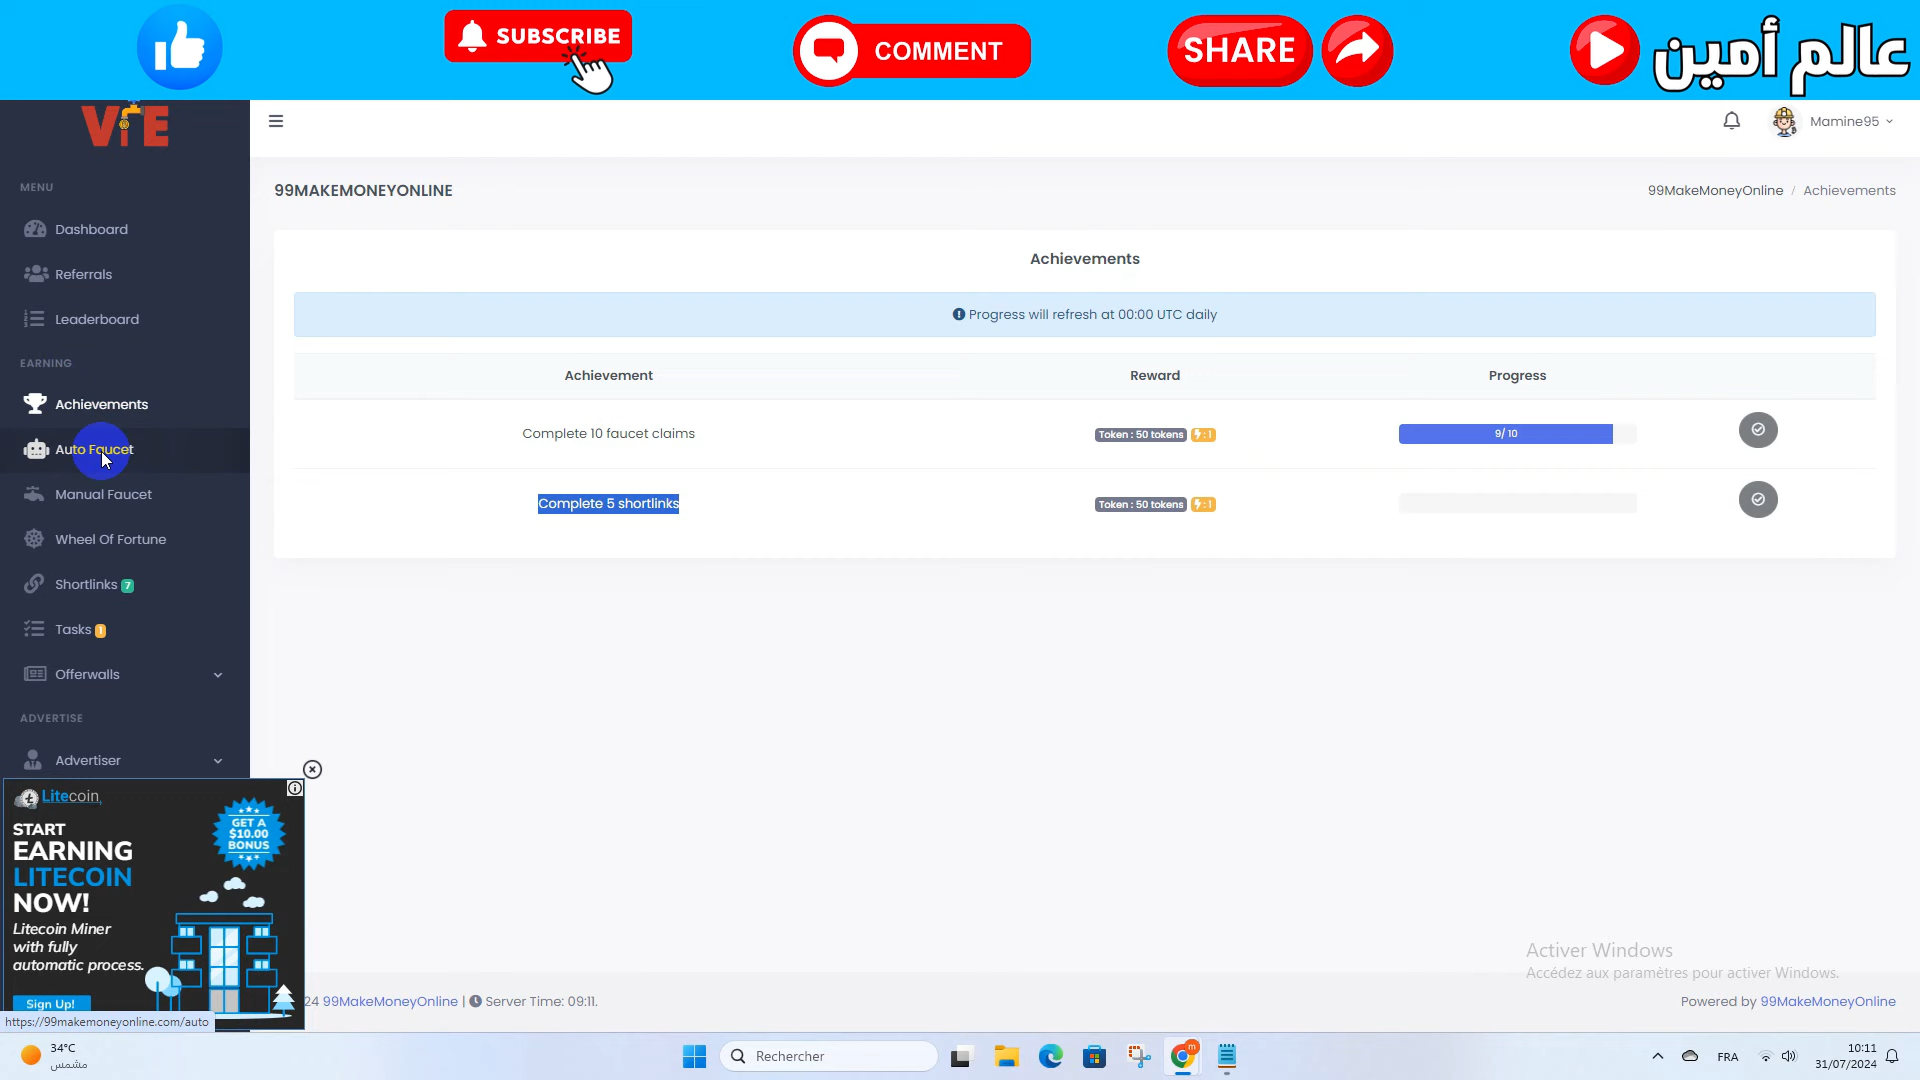 SUBSCRIBE
COMMENT
SHARE
عالم أمين
VIE
Mamine95
MENU
99MAKEMONEYONLINE
99MakeMoneyOnline / Achievements
Dashboard
Referrals
Leaderboard
EARNING
Achievements
Auto Faucet
Manual Faucet
Wheel Of Fortune
Shortlinks 7
Tasks 1
Offerwalls
ADVERTISE
Advertiser
Achievements
Progress will refresh at 00:00 UTC daily
Achievement Reward Progress
Complete 10 faucet claims Token : 50 tokens : 1 9/ 10
Complete 5 shortlinks Token : 50 tokens : 1
Litecoin
START
EARNING
LITECOIN
NOW!
Litecoin Miner
with fully
automatic process.
Sign Up!
GET A
$10.00
BONUS
Activer Windows
Accédez aux paramètres pour activer Windows.
24 99MakeMoneyOnline | Server Time: 09:11.
Powered by 99MakeMoneyOnline
https://99makemoneyonline.com/auto
34°C
مشمس
Rechercher
m
FRA
10:11
31/07/2024